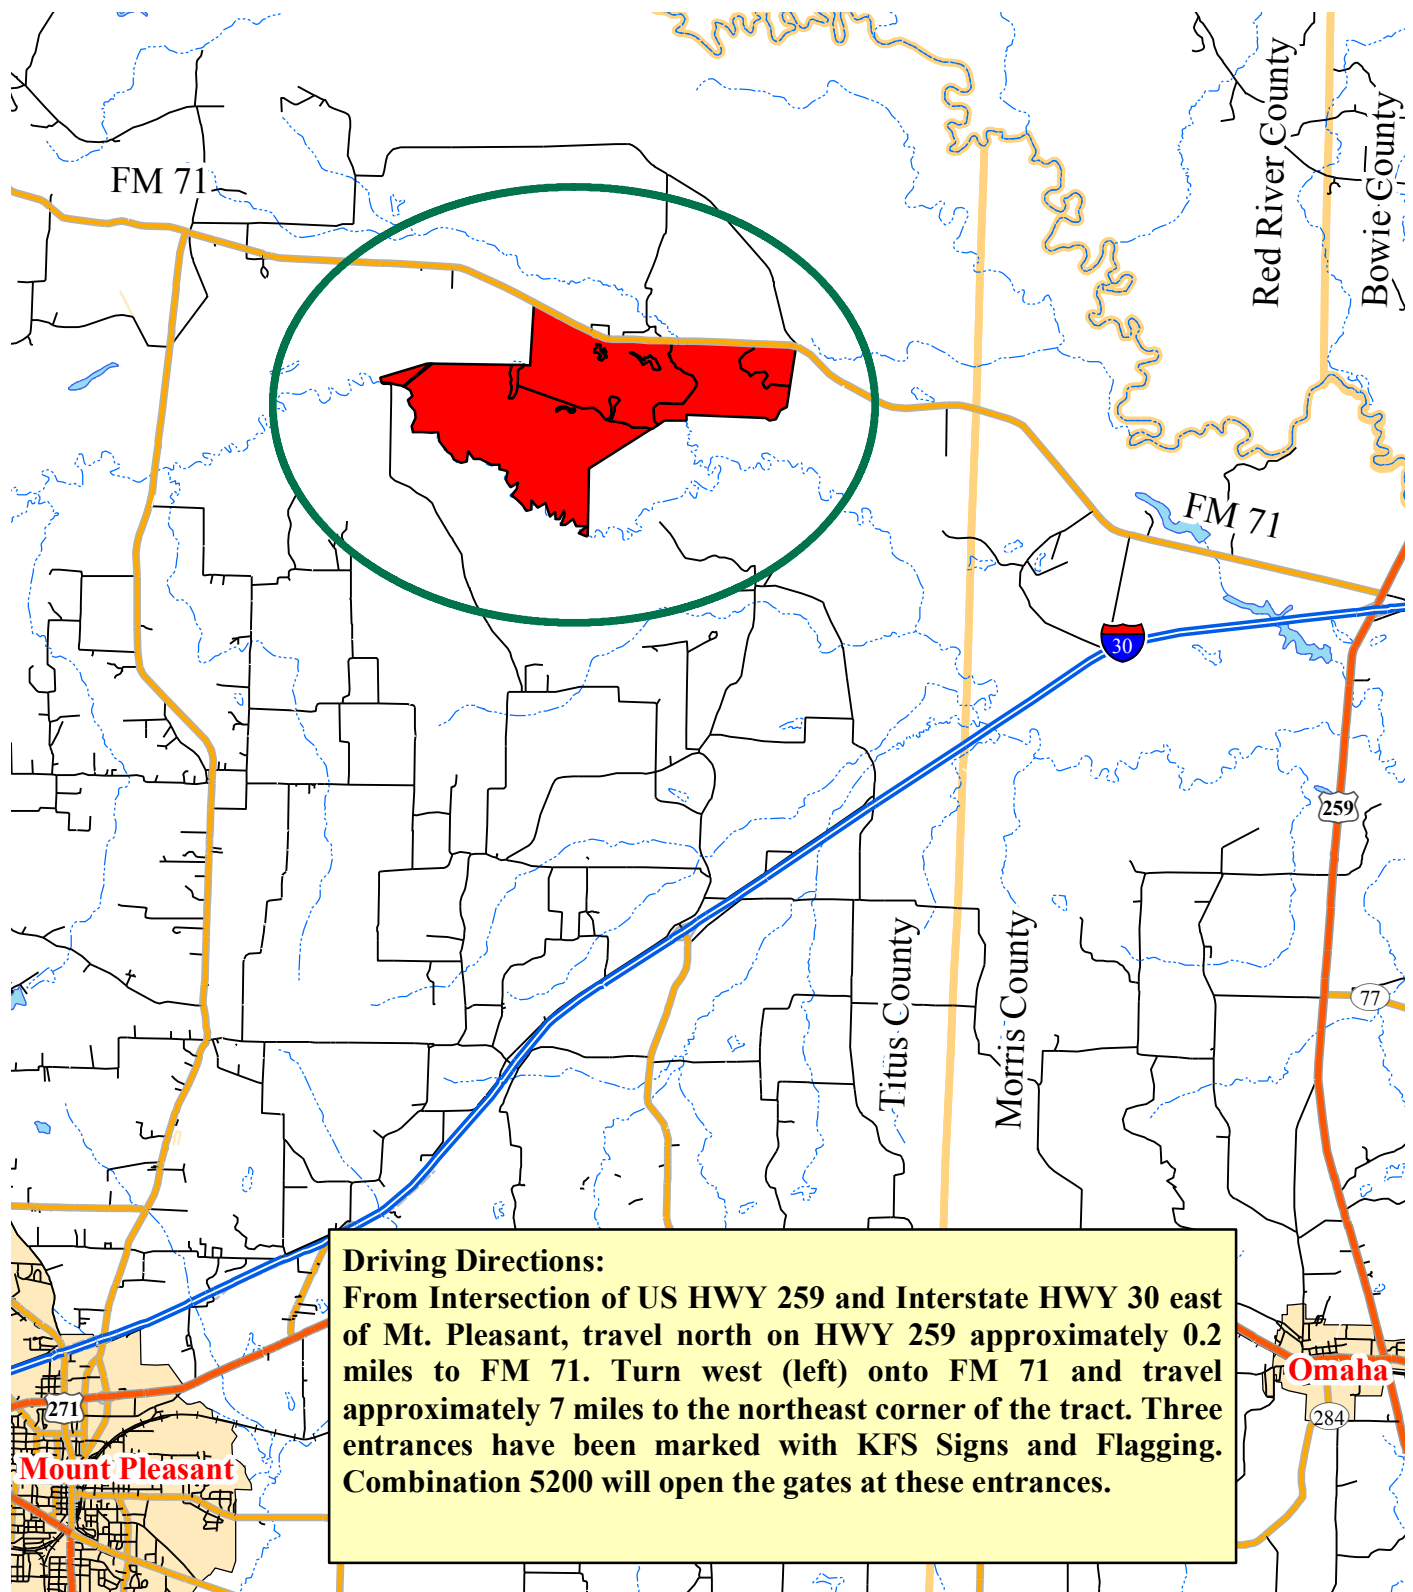 FM 71
Red River County
Bowie County
FM 71
30
259
Titus County
Morris County
77
Driving Directions:
From Intersection of US HWY 259 and Interstate HWY 30 east
of Mt. Pleasant, travel north on HWY 259 approximately 0.2
miles to FM 71. Turn west (left) onto FM 71 and travel
approximately 7 miles to the northeast corner of the tract. Three
entrances have been marked with KFS Signs and Flagging.
Combination 5200 will open the gates at these entrances.
Omaha
271
284
Mount Pleasant